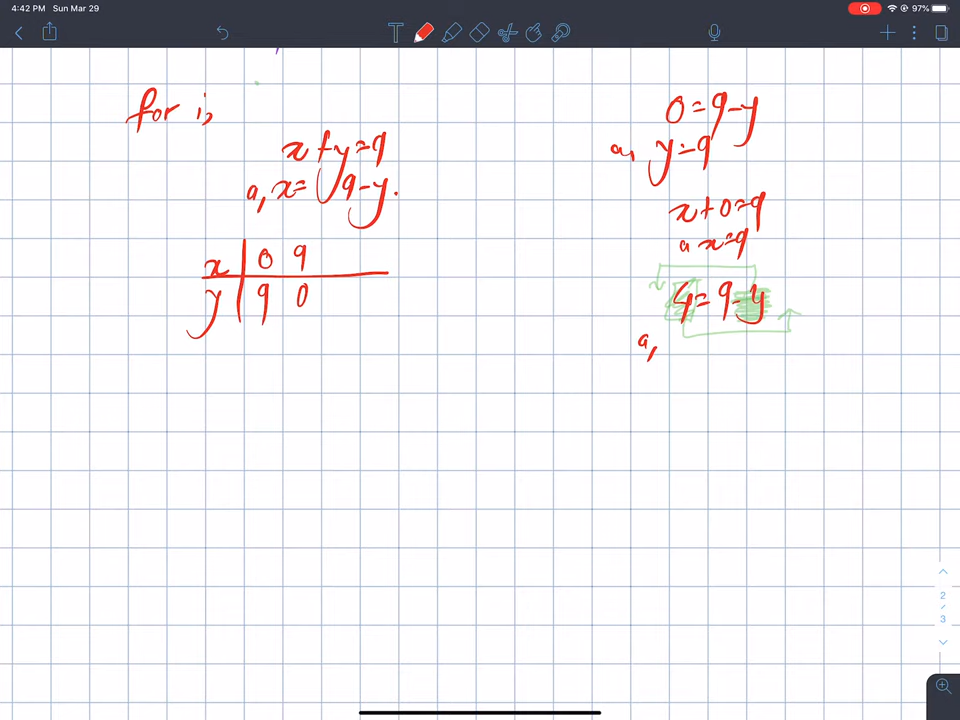 4:42 PM Sun Mar 29
97%
for i,
x + y = 9
a, x = 9 - y.
x | 0 9
y | 9 0
0 = 9 - y
a, y = 9
x + 0 = 9
a x = 9
4 = 9 - y
a,
2
/
3